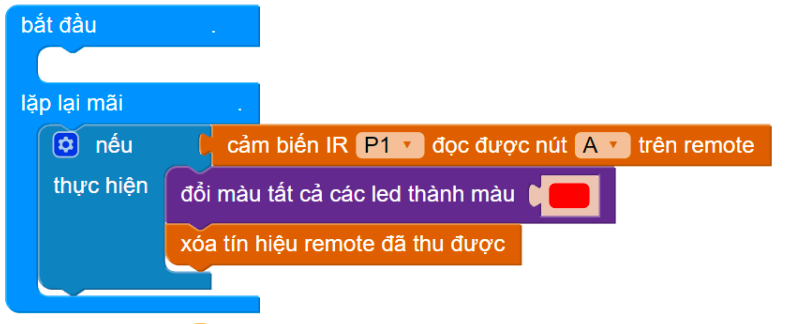 bắt đầu .
lặp lại mãi .
nếu cảm biến IR P1 đọc được nút A trên remote
thực hiện đổi màu tất cả các led thành màu
xóa tín hiệu remote đã thu được